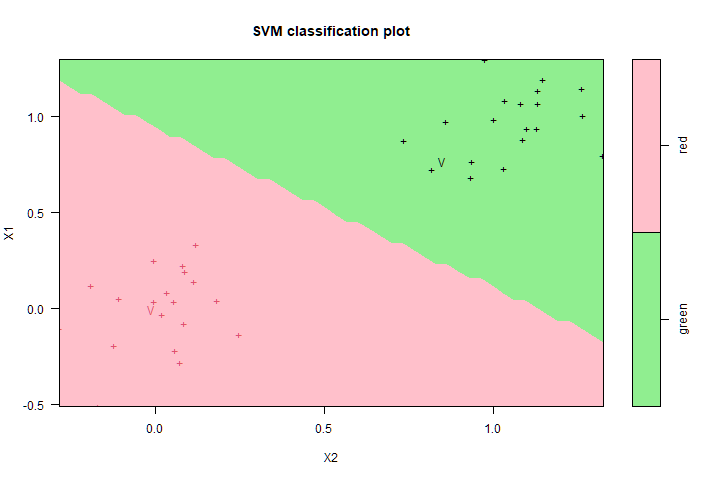 SVM classification plot
X1
1.0
0.5
0.0
-0.5
0.0
0.5
1.0
X2
V
V
red
green